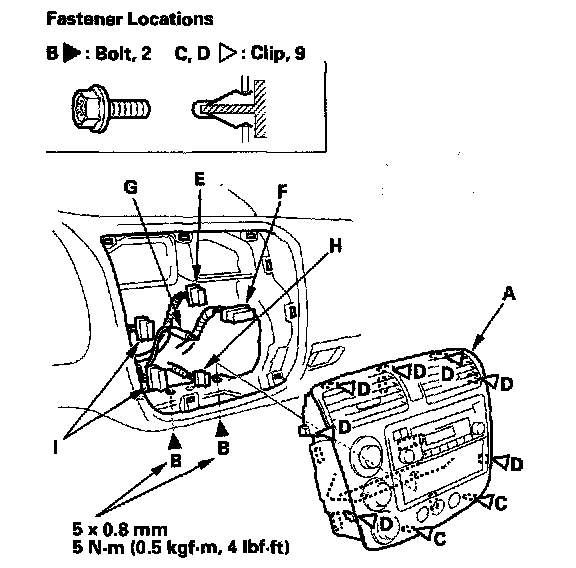 Fastener Locations
B ▶: Bolt, 2 C, D ▷: Clip, 9
G
E
F
H
A
D
D
D
D
D
I
B
B
D
C
D
C
5 x 0.8 mm
5 N·m (0.5 kgf·m, 4 lbf·ft)